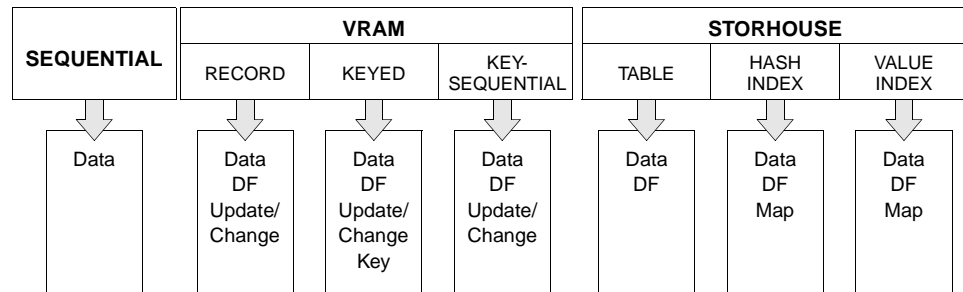 SEQUENTIAL
VRAM
RECORD
KEYED
KEY-
SEQUENTIAL
STORHOUSE
TABLE
HASH
INDEX
VALUE
INDEX
Data
Data
DF
Update/
Change
Data
DF
Update/
Change
Key
Data
DF
Update/
Change
Data
DF
Data
DF
Map
Data
DF
Map